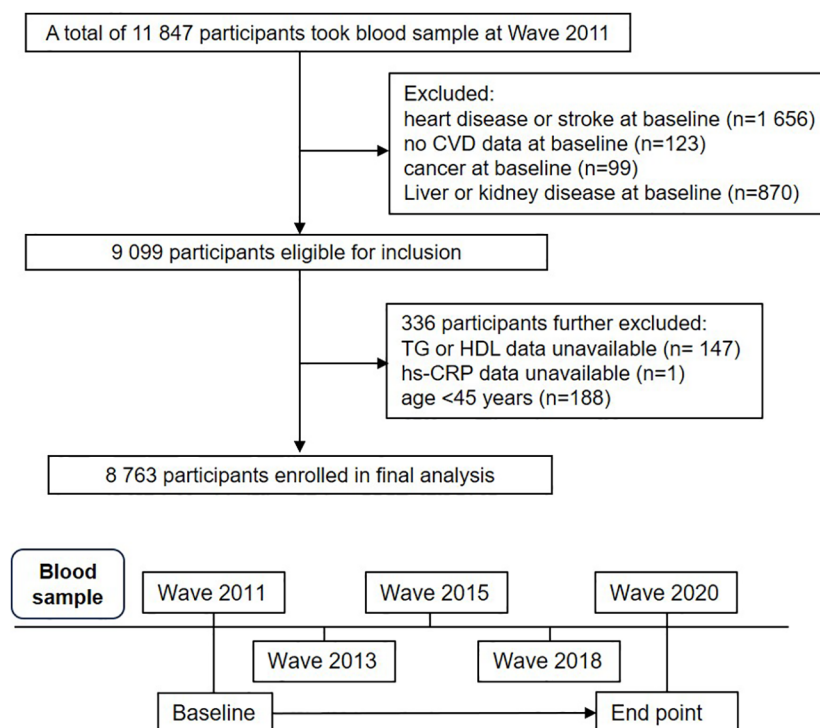 A total of 11 847 participants took blood sample at Wave 2011
Excluded:
heart disease or stroke at baseline (n=1 656)
no CVD data at baseline (n=123)
cancer at baseline (n=99)
Liver or kidney disease at baseline (n=870)
9 099 participants eligible for inclusion
336 participants further excluded:
TG or HDL data unavailable (n= 147)
hs-CRP data unavailable (n=1)
age <45 years (n=188)
8 763 participants enrolled in final analysis
Blood
sample
Wave 2011
Wave 2015
Wave 2020
Wave 2013
Wave 2018
Baseline
End point